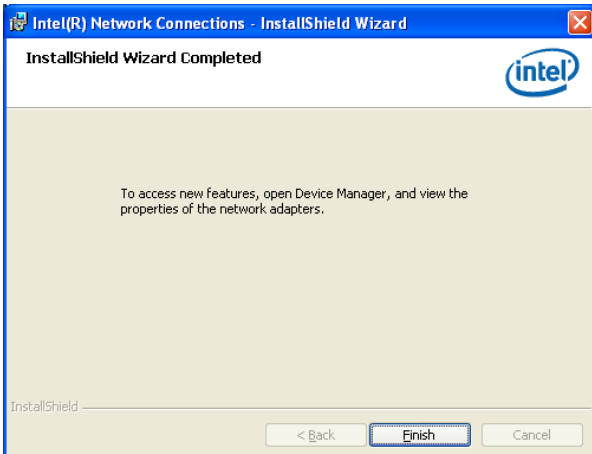 Intel(R) Network Connections - InstallShield Wizard
InstallShield Wizard Completed
intel
To access new features, open Device Manager, and view the
properties of the network adapters.
InstallShield
< Back
Finish
Cancel